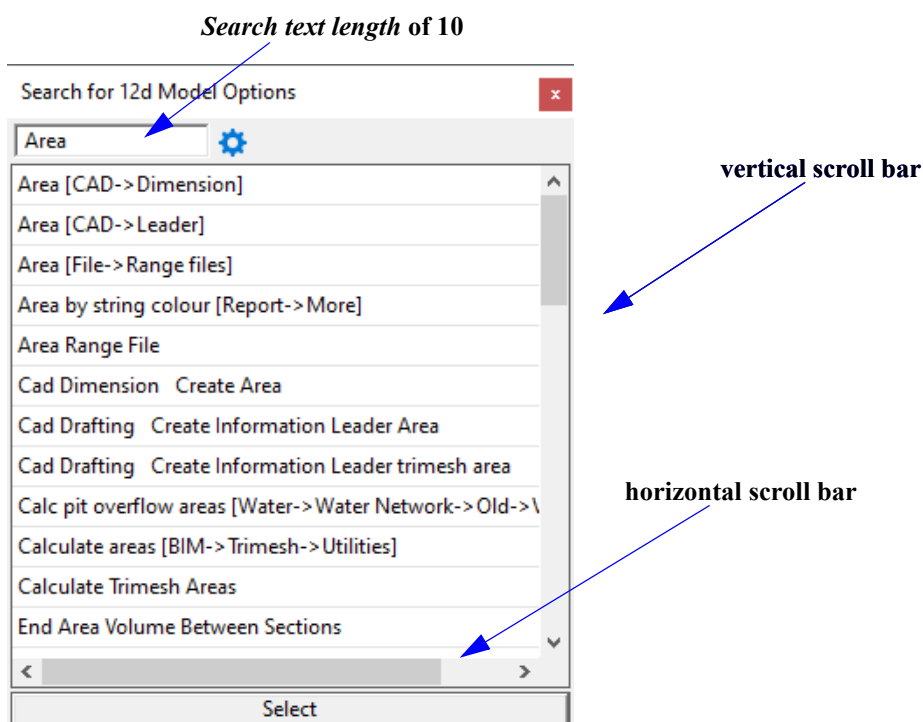 Search text length of 10
Search for 12d Model Options
x
Area
Area [CAD->Dimension]
vertical scroll bar
Area [CAD->Leader]
Area [File->Range files]
Area by string colour [Report->More]
Area Range File
Cad Dimension   Create Area
Cad Drafting   Create Information Leader Area
Cad Drafting   Create Information Leader trimesh area
horizontal scroll bar
Calc pit overflow areas [Water->Water Network->Old->
Calculate areas [BIM->Trimesh->Utilities]
Calculate Trimesh Areas
End Area Volume Between Sections
Select